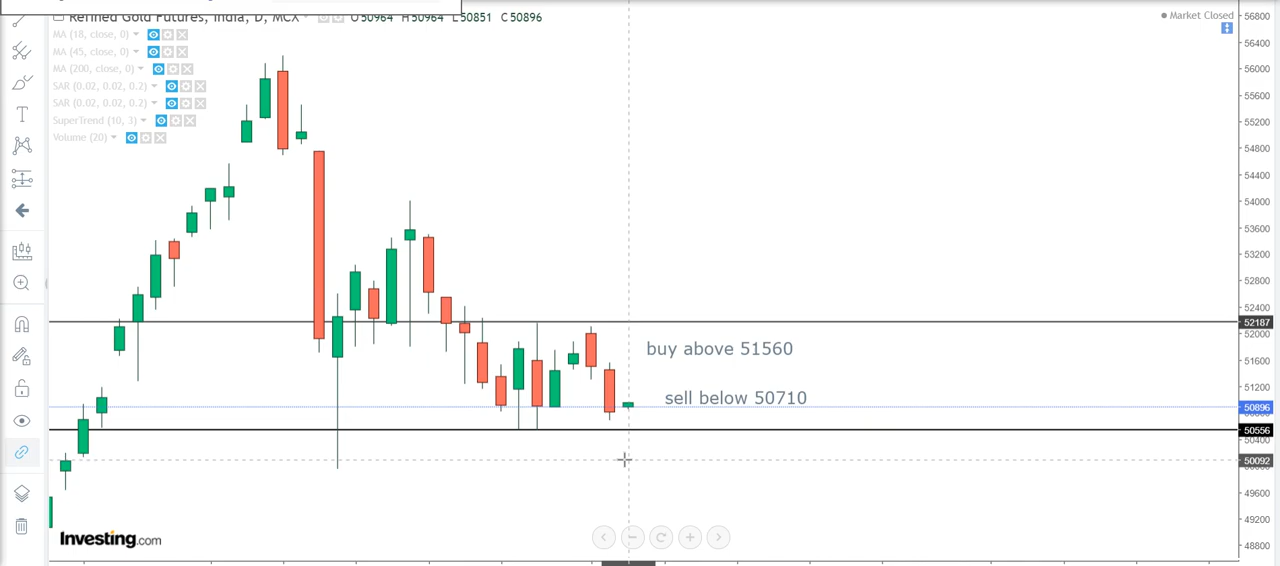 Refined Gold Futures, India, D, MCX O50964 H50964 L50851 C50896
Market Closed
MA (18, close, 0)
MA (45, close, 0)
MA (200, close, 0)
SAR (0.02, 0.02, 0.2)
SAR (0.02, 0.02, 0.2)
SuperTrend (10, 3)
Volume (20)
buy above 51560
sell below 50710
56800
56400
56000
55600
55200
54800
54400
54000
53600
53200
52800
52400
52187
52000
51600
51200
50896
50556
50400
50092
49600
49200
48800
Investing.com